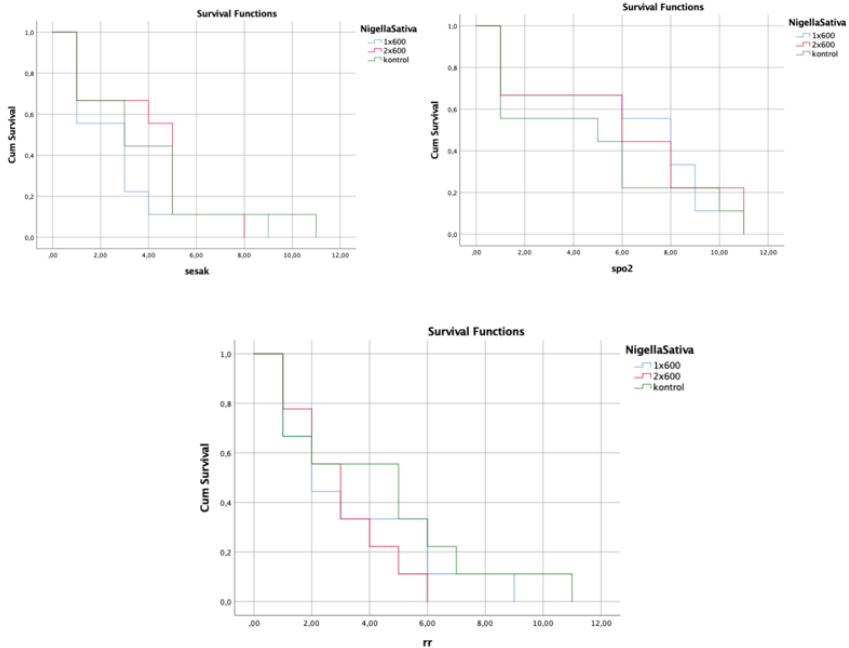 Survival Functions
NigellaSativa
1x600
2x600
kontrol
Cum Survival
1,0
0,8
0,6
0,4
0,2
0,0
,00 2,00 4,00 6,00 8,00 10,00 12,00
sesak
Survival Functions
NigellaSativa
1x600
2x600
kontrol
Cum Survival
1,0
0,8
0,6
0,4
0,2
0,0
,00 2,00 4,00 6,00 8,00 10,00 12,00
spo2
Survival Functions
NigellaSativa
1x600
2x600
kontrol
Cum Survival
1,0
0,8
0,6
0,4
0,2
0,0
,00 2,00 4,00 6,00 8,00 10,00 12,00
rr